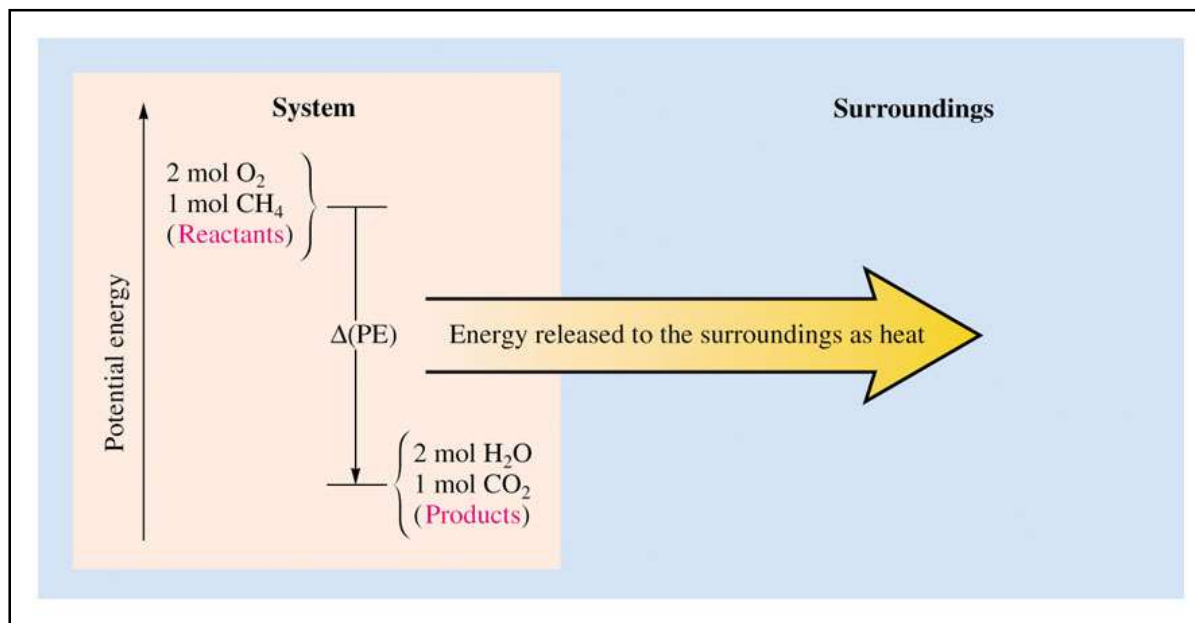 System
Surroundings
Potential energy
2 mol O₂
1 mol CH₄
(Reactants)
Δ(PE)
Energy released to the surroundings as heat
2 mol H₂O
1 mol CO₂
(Products)